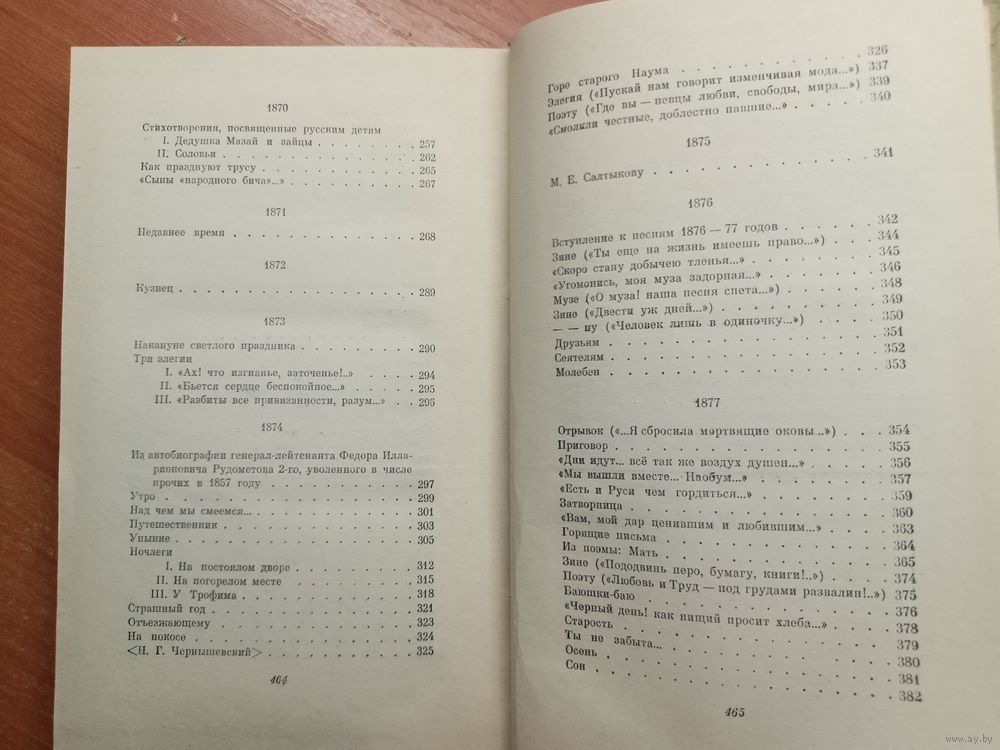 1870
Стихотворения, посвященные русским детям
I. Дедушка Мазай и зайцы . . . . . . . 257
II. Соловьи . . . . . . . . . . . . . 262
Как празднуют трусу . . . . . . . . . . 265
«Сыны «народного бича»...» . . . . . . . . 267
1871
Недавнее время . . . . . . . . . . . . 268
1872
Кузнец . . . . . . . . . . . . . . . 289
1873
Накануне светлого праздника . . . . . . . . 290
Три элегии
I. «Ах! что изгнанье, заточенье!..» . . . . 294
II. «Бьется сердце беспокойное...» . . . . . 295
III. «Разбиты все привязанности, разум...» . . 296
1874
Из автобиографии генерал-лейтенанта Федора Илла-
рионовича Рудометова 2-го, уволенного в числе
прочих в 1857 году . . . . . . . . . . 297
Утро . . . . . . . . . . . . . . . . 299
Над чем мы смеемся... . . . . . . . . . . 301
Путешественник . . . . . . . . . . . . 303
Уныние . . . . . . . . . . . . . . . 305
Ночлеги
I. На постоялом дворе . . . . . . . . . 312
II. На погорелом месте . . . . . . . . . 315
III. У Трофима . . . . . . . . . . . . 318
Страшный год . . . . . . . . . . . . . 321
Отъезжающему . . . . . . . . . . . . . 323
На покосе . . . . . . . . . . . . . . 324
<Н. Г. Чернышевский> . . . . . . . . . . 325
464
Горе старого Наума . . . . . . . . . . 326
Элегия («Пускай нам говорит изменчивая мода...») 337
Поэту («Где вы — певцы любви, свободы, мира...») 339
«Смолкли честные, доблестно павшие...» . . . . 340
1875
М. Е. Салтыкову . . . . . . . . . . . . 341
1876
Вступление к песням 1876 — 77 годов . . . . . 342
Зине («Ты еще на жизнь имеешь право...») . . . 344
«Скоро стану добычею тленья...» . . . . . . 345
«Угомонись, моя муза задорная...» . . . . . . 346
Музе («О муза! наша песня спета...») . . . . . 348
Зине («Двести уж дней...») . . . . . . . . 349
— — ну («Человек лишь в одиночку...») . . . . 350
Друзьям . . . . . . . . . . . . . . . 351
Сеятелям . . . . . . . . . . . . . . 352
Молебен . . . . . . . . . . . . . . . 353
1877
Отрывок («...Я сбросила мертвящие оковы..») . . . 354
Приговор . . . . . . . . . . . . . . 355
«Дни идут... всё так же воздух душен...» . . . . 356
«Мы вышли вместе... Наобум...» . . . . . . . 357
«Есть и Руси чем гордиться...» . . . . . . . 359
Затворница . . . . . . . . . . . . . . 360
«Вам, мой дар ценившим и любившим...» . . . . 363
Горящие письма . . . . . . . . . . . . 364
Из поэмы: Мать . . . . . . . . . . . . 365
Зине («Пододвинь перо, бумагу, книги!..») . . . . 374
Поэту («Любовь и Труд — под грудами развалин!..») 375
Баюшки-баю . . . . . . . . . . . . . . 376
«Черный день! как нищий просит хлеба...» . . . . 378
Старость . . . . . . . . . . . . . . 379
Ты не забыта... . . . . . . . . . . . . 380
Осень . . . . . . . . . . . . . . . . 381
Сон . . . . . . . . . . . . . . . . . 382
465
www.ay.by